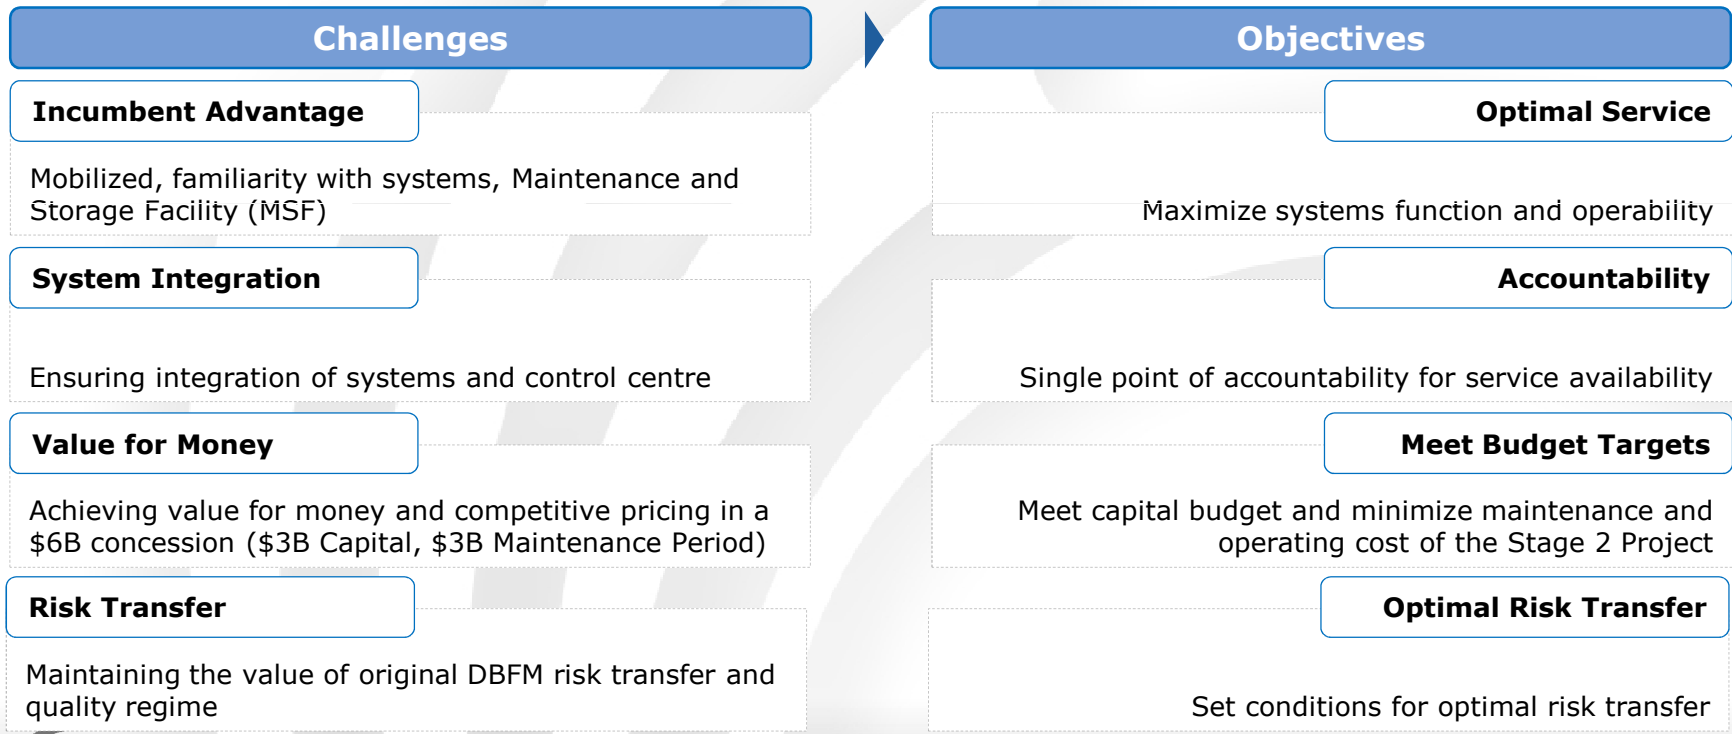 Challenges
Objectives
Incumbent Advantage
Mobilized, familiarity with systems, Maintenance and
Storage Facility (MSF)
Optimal Service
Maximize systems function and operability
System Integration
Ensuring integration of systems and control centre
Accountability
Single point of accountability for service availability
Value for Money
Achieving value for money and competitive pricing in a
$6B concession ($3B Capital, $3B Maintenance Period)
Meet Budget Targets
Meet capital budget and minimize maintenance and
operating cost of the Stage 2 Project
Risk Transfer
Maintaining the value of original DBFM risk transfer and
quality regime
Optimal Risk Transfer
Set conditions for optimal risk transfer